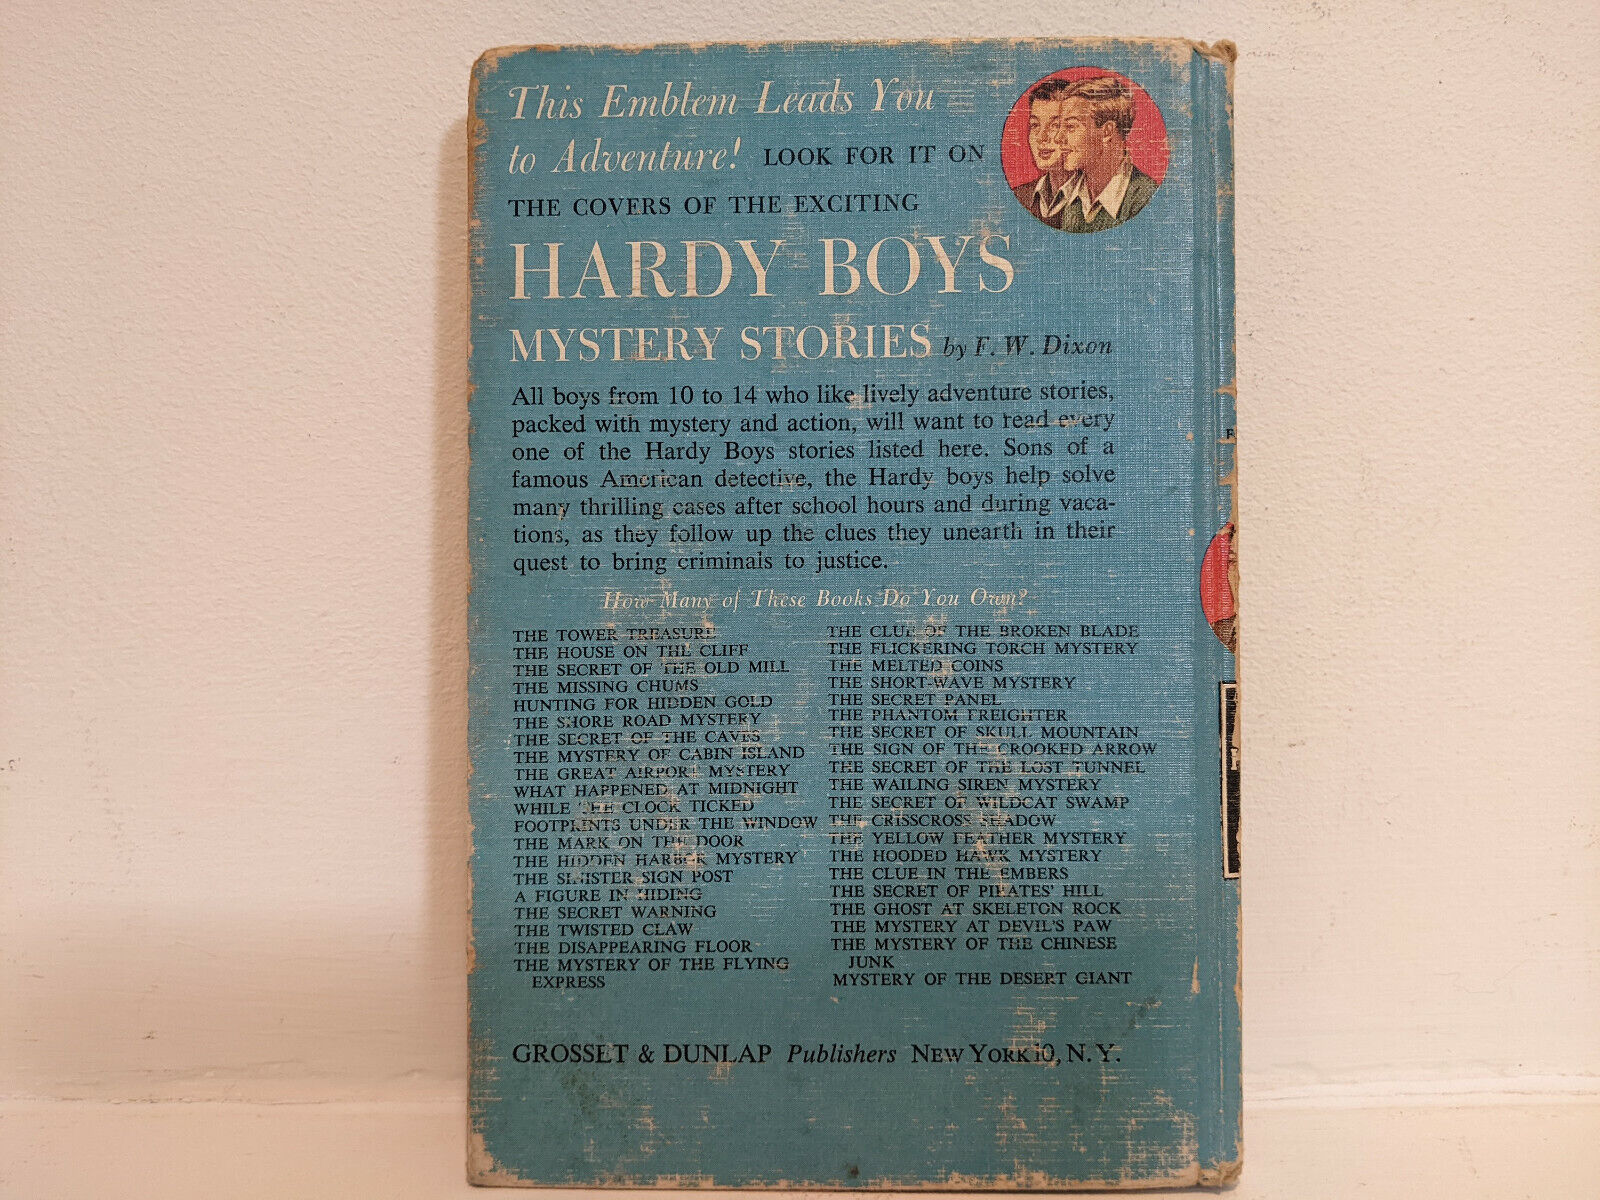 This Emblem Leads You
to Adventure! LOOK FOR IT ON
THE COVERS OF THE EXCITING
HARDY BOYS
MYSTERY STORIES by F. W. Dixon
All boys from 10 to 14 who like lively adventure stories,
packed with mystery and action, will want to read every
one of the Hardy Boys stories listed here. Sons of a
famous American detective, the Hardy boys help solve
many thrilling cases after school hours and during vaca-
tions, as they follow up the clues they unearth in their
quest to bring criminals to justice.
How Many of These Books Do You Own?
THE TOWER TREASURE
THE HOUSE ON THE CLIFF
THE SECRET OF THE OLD MILL
THE MISSING CHUMS
HUNTING FOR HIDDEN GOLD
THE SHORE ROAD MYSTERY
THE SECRET OF THE CAVES
THE MYSTERY OF CABIN ISLAND
THE GREAT AIRPORT MYSTERY
WHAT HAPPENED AT MIDNIGHT
WHILE THE CLOCK TICKED
FOOTPRINTS UNDER THE WINDOW
THE MARK ON THE DOOR
THE HIDDEN HARBOR MYSTERY
THE SINISTER SIGN POST
A FIGURE IN HIDING
THE SECRET WARNING
THE TWISTED CLAW
THE DISAPPEARING FLOOR
THE MYSTERY OF THE FLYING
EXPRESS
THE CLUE OF THE BROKEN BLADE
THE FLICKERING TORCH MYSTERY
THE MELTED COINS
THE SHORT-WAVE MYSTERY
THE SECRET PANEL
THE PHANTOM FREIGHTER
THE SECRET OF SKULL MOUNTAIN
THE SIGN OF THE CROOKED ARROW
THE SECRET OF THE LOST TUNNEL
THE WAILING SIREN MYSTERY
THE SECRET OF WILDCAT SWAMP
THE CRISSCROSS SHADOW
THE YELLOW FEATHER MYSTERY
THE HOODED HAWK MYSTERY
THE CLUE IN THE EMBERS
THE SECRET OF PIRATES' HILL
THE GHOST AT SKELETON ROCK
THE MYSTERY AT DEVIL'S PAW
THE MYSTERY OF THE CHINESE
JUNK
MYSTERY OF THE DESERT GIANT
GROSSET & DUNLAP Publishers NEW YORK 10, N. Y.